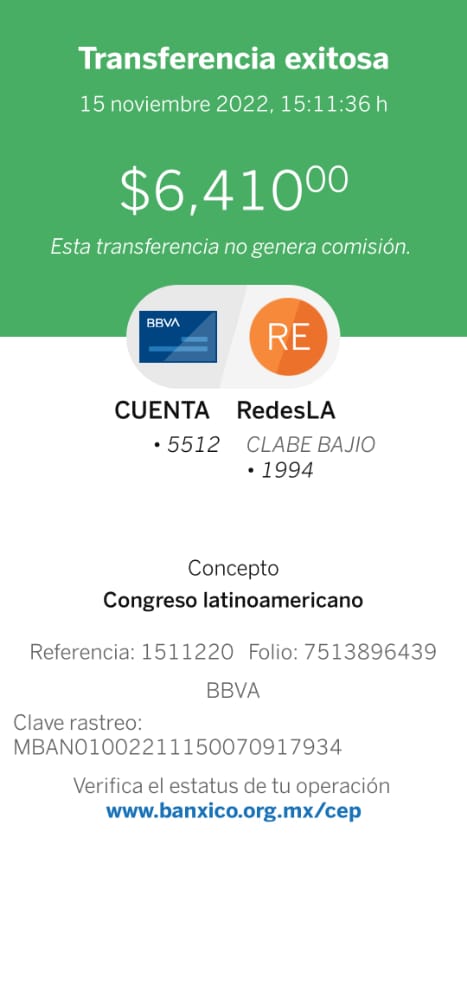 Transferencia exitosa
15 noviembre 2022, 15:11:36 h
$6,410⁰⁰
Esta transferencia no genera comisión.
BBVA
RE
CUENTA RedesLA
• 5512 CLABE BAJIO
• 1994
Concepto
Congreso latinoamericano
Referencia: 1511220 Folio: 7513896439
BBVA
Clave rastreo:
MBAN01002211150070917934
Verifica el estatus de tu operación
www.banxico.org.mx/cep